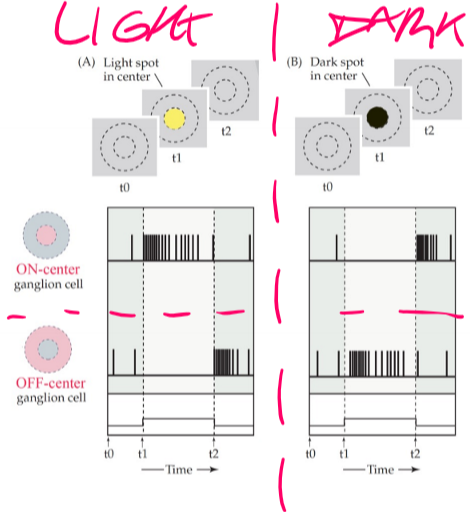 LIGHT
DARK
(A) Light spot
in center
(B) Dark spot
in center
t2
t1
t0
t2
t1
t0
ON-center
ganglion cell
OFF-center
ganglion cell
t0 t1 t2
Time
t0 t1 t2
Time